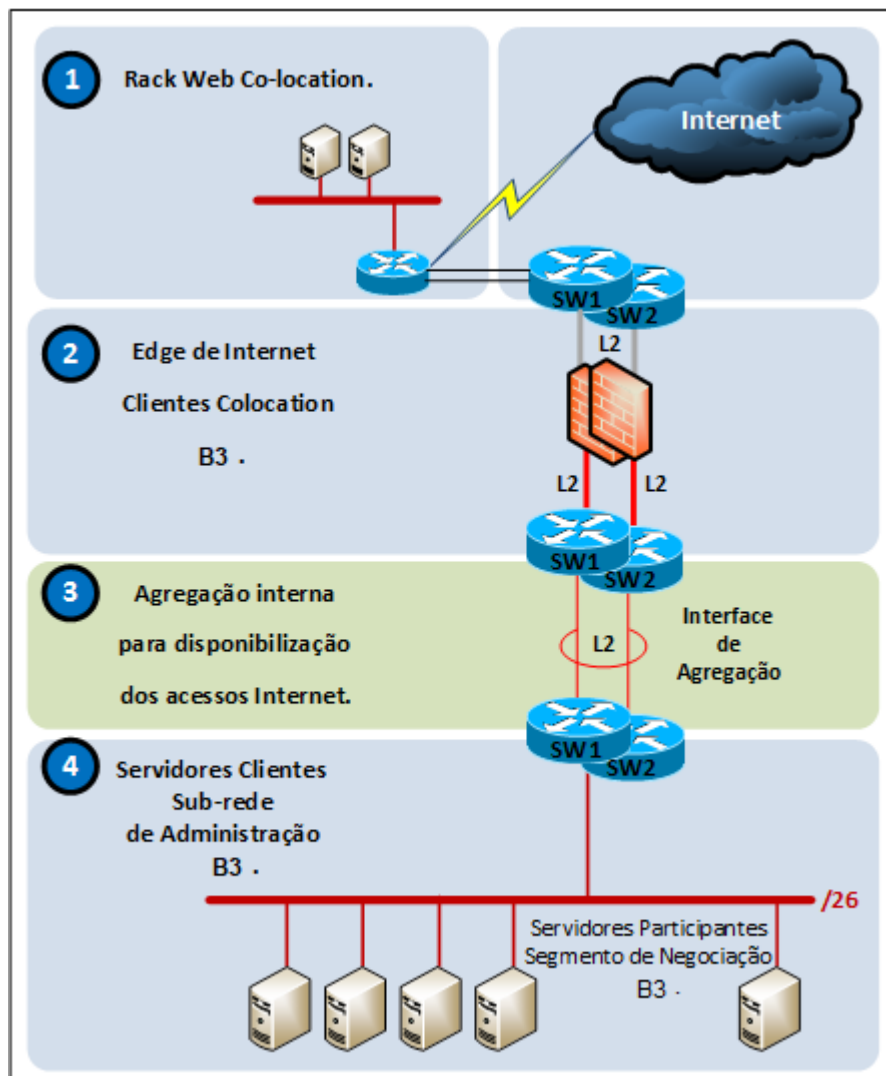 1
Rack Web Co-location.
Internet
SW1
SW2
2
Edge de Internet
Clientes Colocation
B3 .
L2
L2
L2
SW1
SW2
3
Agregação interna
para disponibilização
dos acessos Internet.
L2
Interface
de
Agregação
SW1
SW2
4
Servidores Clientes
Sub-rede
de Administração
B3 .
/26
Servidores Participantes
Segmento de Negociação
B3 .